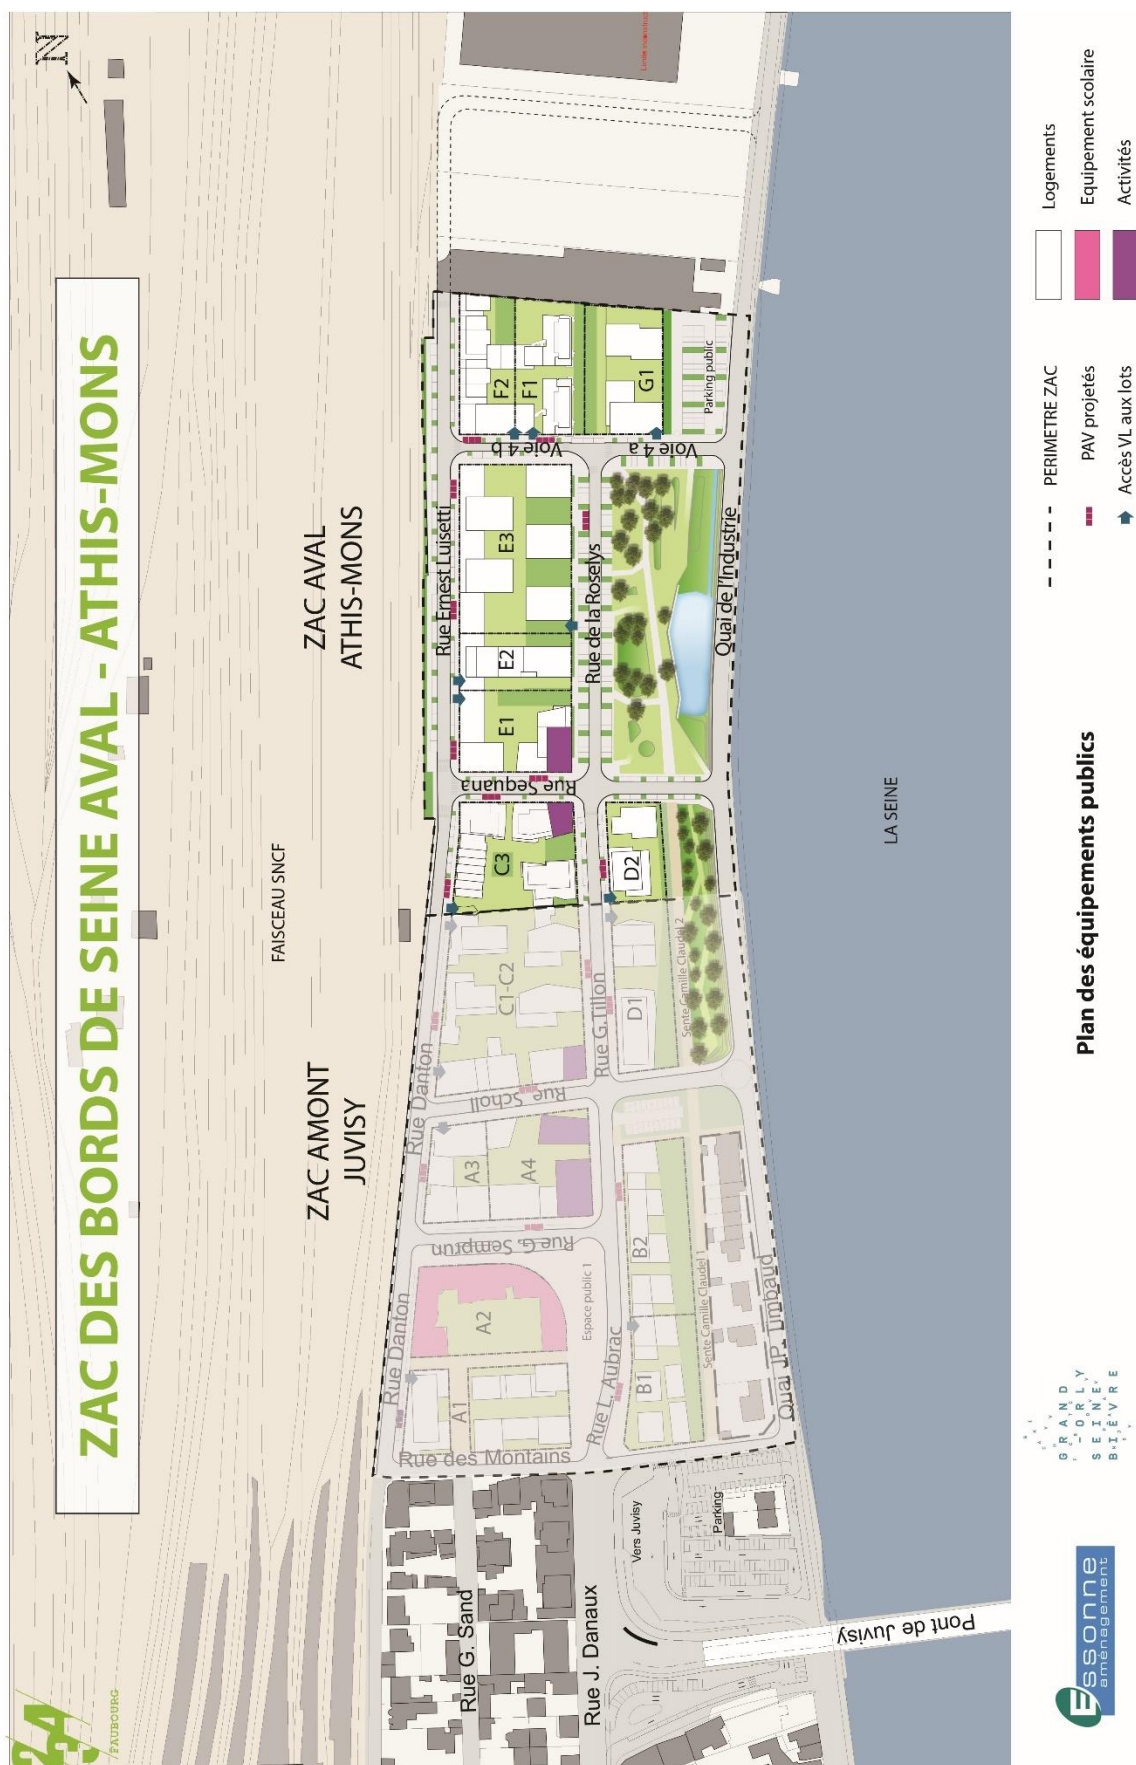 ZAC DES BORDS DE SEINE AVAL - ATHIS-MONS
N
234
/FAUBOURG
FAISCEAU SNCF
ZAC AMONT
JUVISY
ZAC AVAL
ATHIS-MONS
Rue Danton
Rue Danton
Rue Ernest Luisetti
A1
A2
A3
A4
C1-C2
C3
E1
E2
E3
F2
F1
G1
B1
B2
D1
D2
Rue des Montains
Rue G. Semprun
Rue Scholl
Rue Sequana
Voie 4 b
Voie 4 a
Espace public 1
Rue L. Aubrac
Rue G.Tillon
Rue de la Roselys
Sente Camille Claudel 1
Sente Camille Claudel 2
Quai JP. Timbaud
Quai de l'Industrie
Parking public
Rue G. Sand
Rue J. Danaux
Vers Juvisy
Parking
Pont de Juvisy
LA SEINE
Essonne
aménagement
GRAND
-ORLY
SEINE
BIÈVRE
Plan des équipements publics
PERIMETRE ZAC
PAV projetés
Accès VL aux lots
Logements
Equipement scolaire
Activités